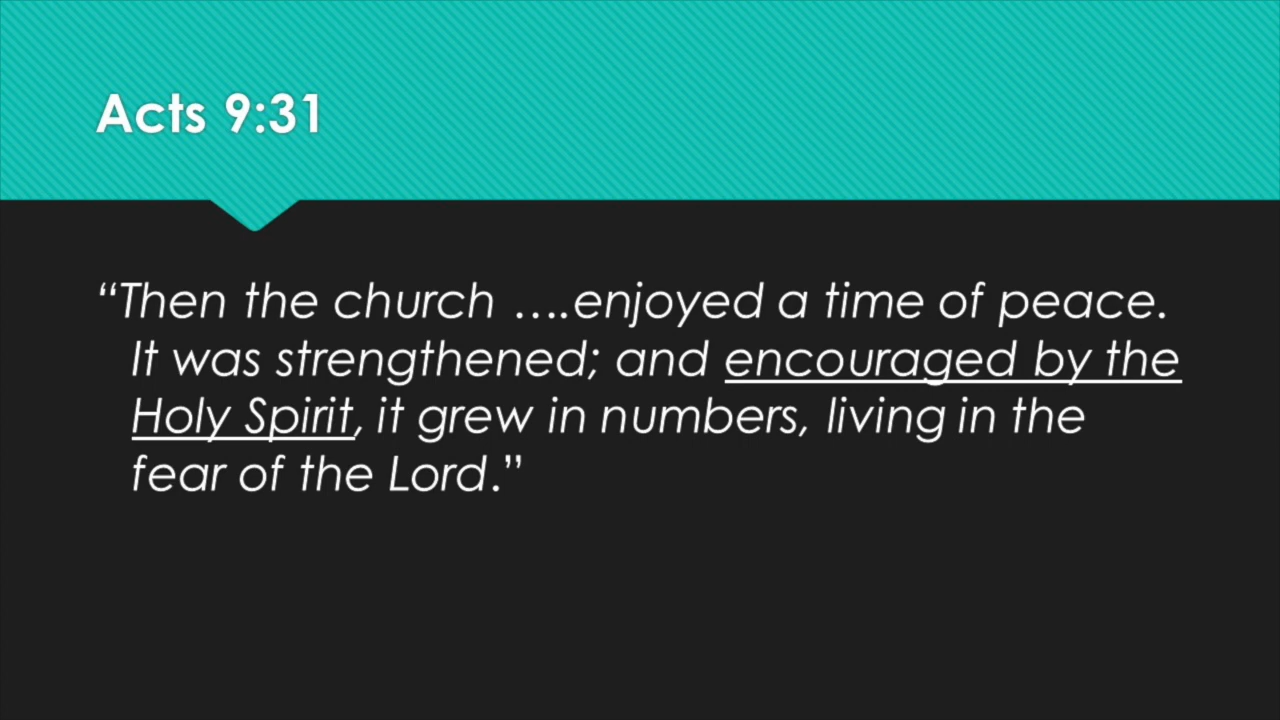 Acts 9:31
“Then the church ….enjoyed a time of peace.
It was strengthened; and encouraged by the
Holy Spirit, it grew in numbers, living in the
fear of the Lord.”